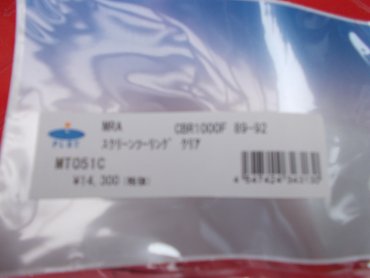 MRA CBR1000F 89-92
スクリーンツーリング クリア
PLOT
MT051C
¥14,300 (税抜)